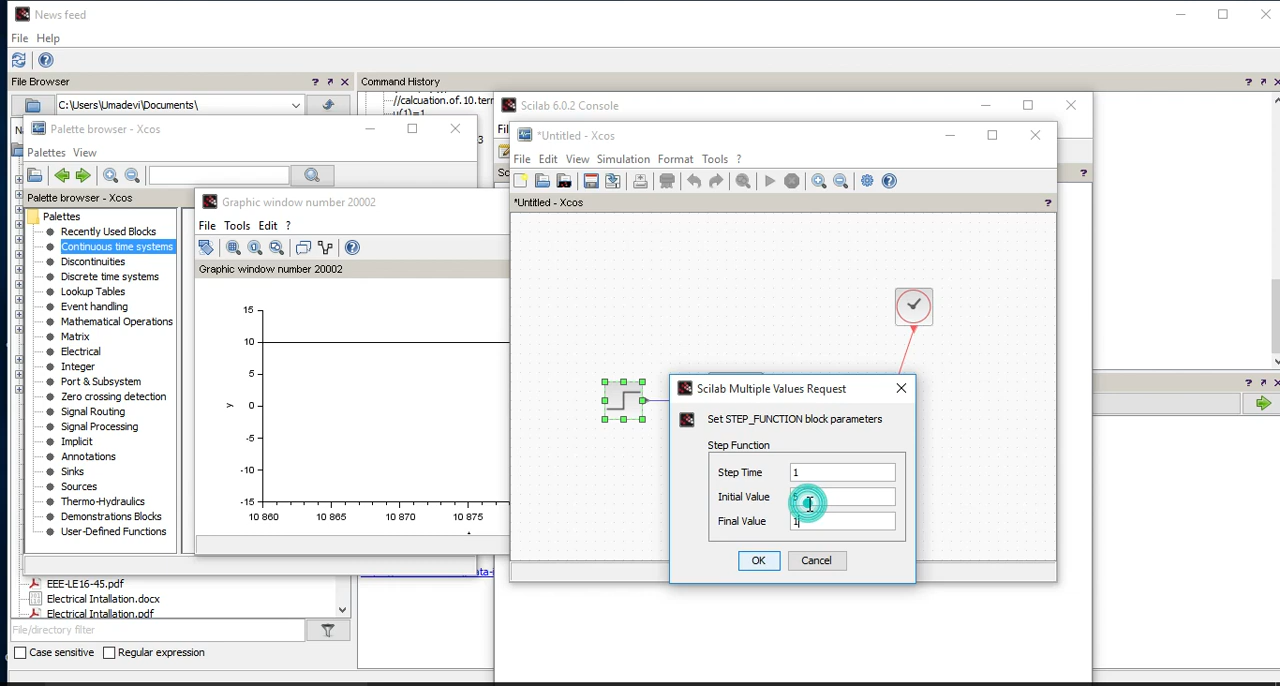 News feed
File Help
File Browser
Command History
C:\Users\Umadevi\Documents\
//calcuation.of.10.terr
u(1)=1
Scilab 6.0.2 Console
Palette browser - Xcos
Palettes View
Palette browser - Xcos
Palettes
Recently Used Blocks
Continuous time systems
Discontinuities
Discrete time systems
Lookup Tables
Event handling
Mathematical Operations
Matrix
Electrical
Integer
Port & Subsystem
Zero crossing detection
Signal Routing
Signal Processing
Implicit
Annotations
Sinks
Sources
Thermo-Hydraulics
Demonstrations Blocks
User-Defined Functions
Graphic window number 20002
File Tools Edit ?
Graphic window number 20002
15
10
5
0
-5
-10
-15
y
10 860 10 865 10 870 10 875
*Untitled - Xcos
File Edit View Simulation Format Tools ?
*Untitled - Xcos
Scilab Multiple Values Request
Set STEP_FUNCTION block parameters
Step Function
Step Time 1
Initial Value
Final Value 1
OK Cancel
EEE-LE16-45.pdf
Electrical Intallation.docx
Electrical Intallation.pdf
File/directory filter
Case sensitive Regular expression